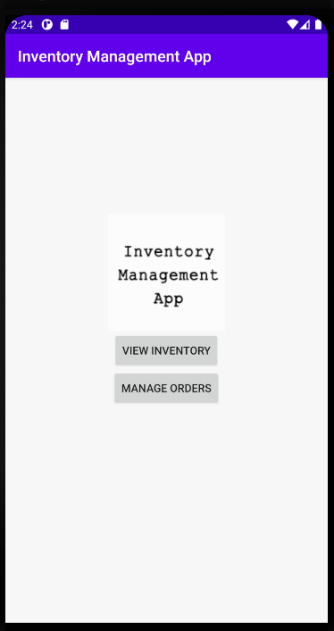 2:24
Inventory Management App
Inventory
Management
App
VIEW INVENTORY
MANAGE ORDERS